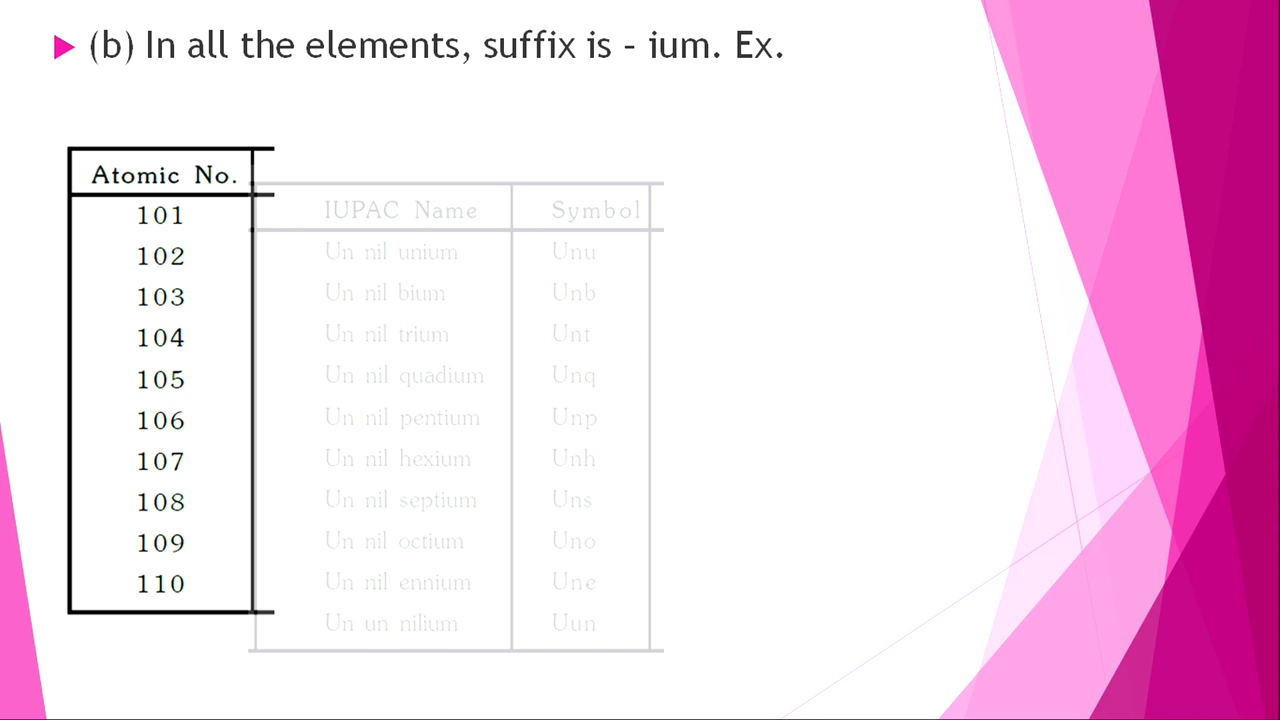 (b) In all the elements, suffix is - ium. Ex.
Atomic No. IUPAC Name Symbol
101 Un nil unium Unu
102 Un nil bium Unb
103 Un nil trium Unt
104 Un nil quadium Unq
105 Un nil pentium Unp
106 Un nil hexium Unh
107 Un nil septium Uns
108 Un nil octium Uno
109 Un nil ennium Une
110 Un un nilium Uun